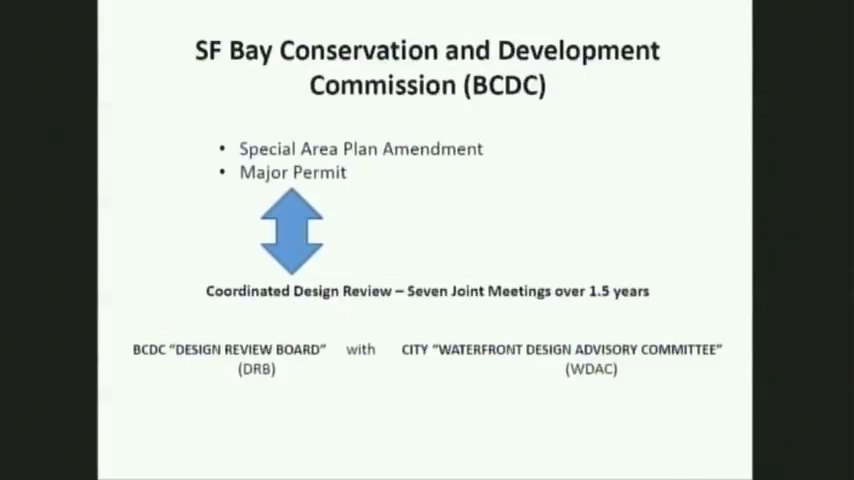 SF Bay Conservation and Development
Commission (BCDC)
• Special Area Plan Amendment
• Major Permit
Coordinated Design Review – Seven Joint Meetings over 1.5 years
BCDC “DESIGN REVIEW BOARD” with CITY “WATERFRONT DESIGN ADVISORY COMMITTEE”
(DRB) (WDAC)